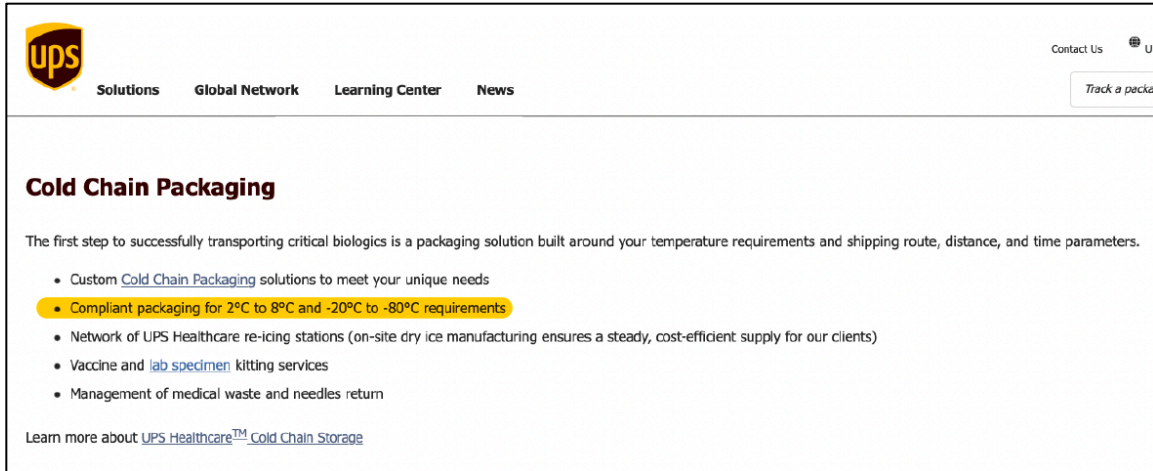 ups
Contact Us
Solutions Global Network Learning Center News
Track a packa
Cold Chain Packaging
The first step to successfully transporting critical biologics is a packaging solution built around your temperature requirements and shipping route, distance, and time parameters.
• Custom Cold Chain Packaging solutions to meet your unique needs
• Compliant packaging for 2°C to 8°C and -20°C to -80°C requirements
• Network of UPS Healthcare re-icing stations (on-site dry ice manufacturing ensures a steady, cost-efficient supply for our clients)
• Vaccine and lab specimen kitting services
• Management of medical waste and needles return
Learn more about UPS Healthcare™ Cold Chain Storage